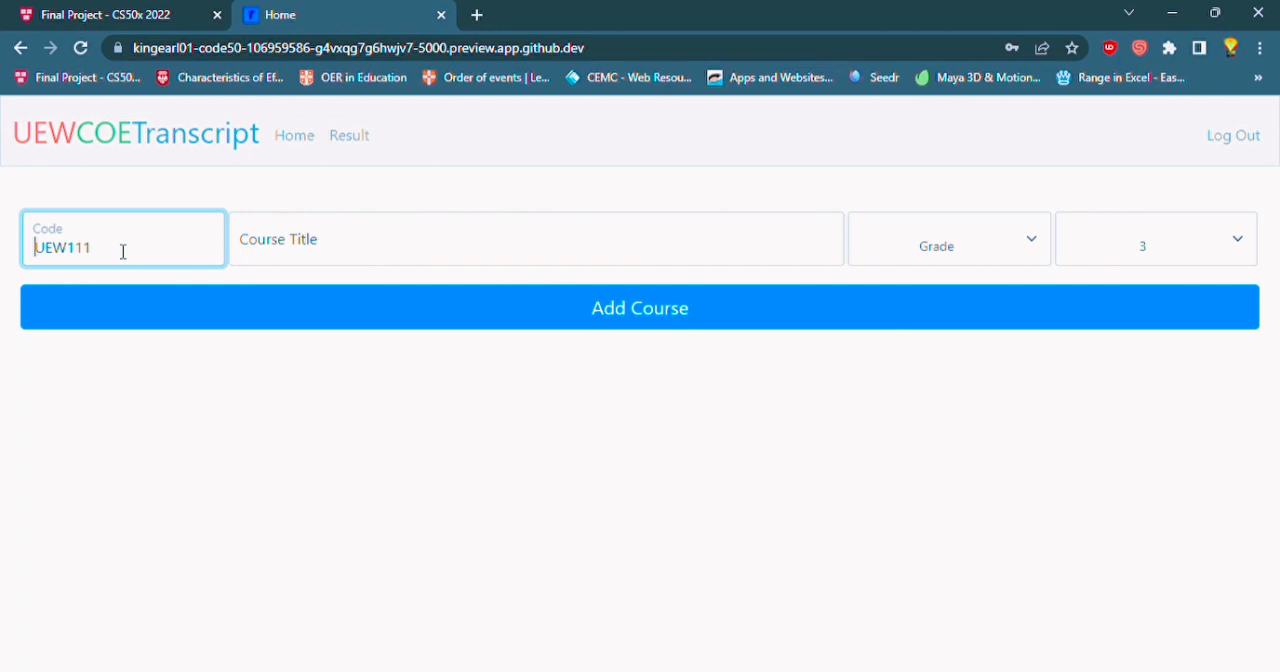 Final Project - CS50x 2022
Home
kingearl01-code50-106959586-g4vxqg7g6hwjv7-5000.preview.app.github.dev
Final Project - CS50... Characteristics of Ef... OER in Education Order of events | Le... CEMC - Web Resou... Apps and Websites... Seedr Maya 3D & Motion... Range in Excel - Eas... »
UEWCOETranscript Home Result Log Out
Code
UEW111
Course Title
Grade
3
Add Course